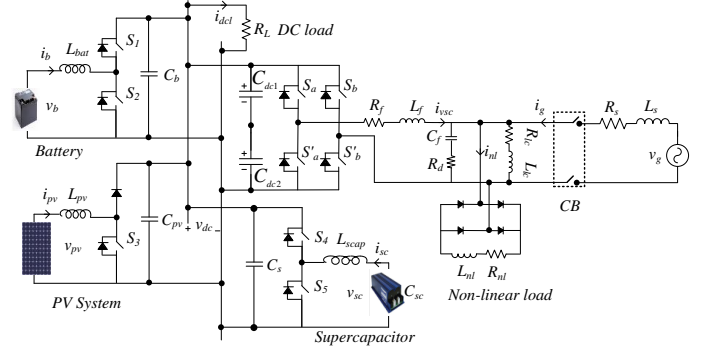 i_b L_bat S_1
S_2
v_b
C_b
Battery
i_dcl
R_L DC load
C_dc1
C_dc2
S_a S_b
S'_a S'_b
R_f L_f i_vsc
C_f
R_d
i_nl
R_lc
L_lc
i_g
CB
R_s L_s
v_g
L_nl R_nl
Non-linear load
i_pv L_pv
v_pv
S_3
C_pv
+ v_dc -
PV System
C_s
S_4
S_5
L_scap
i_sc
v_sc
C_sc
Supercapacitor